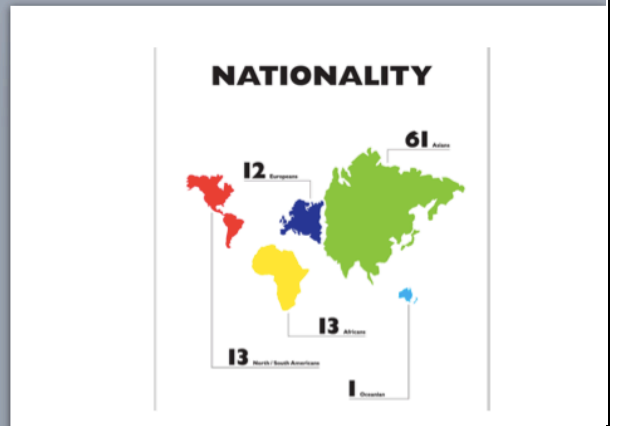 NATIONALITY
61 Asians
12 Europeans
13 Africans
13 North / South Americans
1 Oceanian